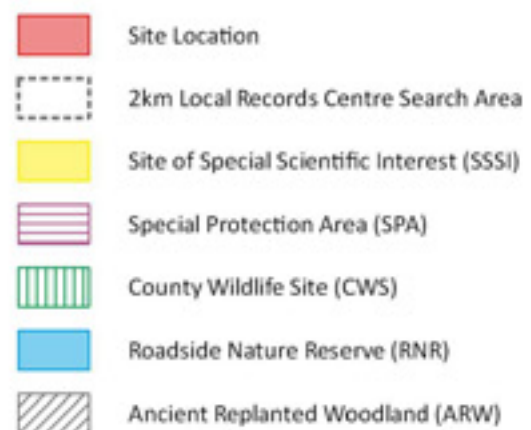 Site Location
2km Local Records Centre Search Area
Site of Special Scientific Interest (SSSI)
Special Protection Area (SPA)
County Wildlife Site (CWS)
Roadside Nature Reserve (RNR)
Ancient Replanted Woodland (ARW)